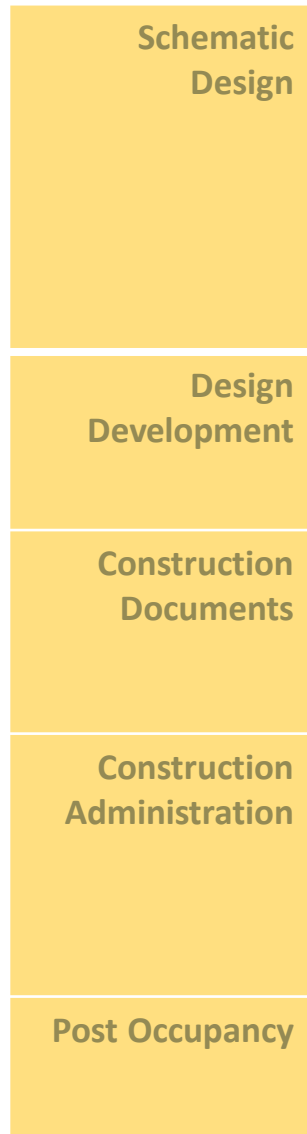 Schematic
Design
Design
Development
Construction
Documents
Construction
Administration
Post Occupancy